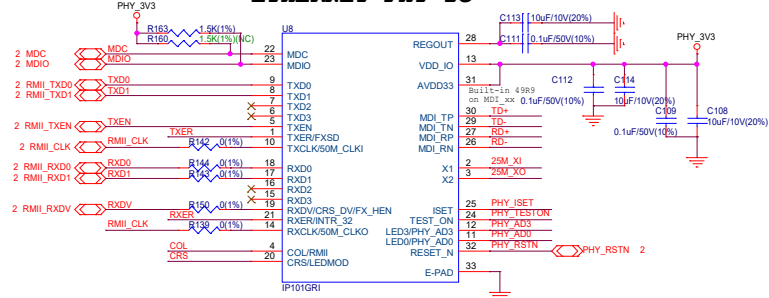 PHY_3V3
R163 1.5K(1%)
R160 1.5K(1%)(NC)
U8
2 MDC MDC 22 MDC
2 MDIO MDIO 23 MDIO
2 RMII_TXD0 TXD0 9 TXD0
2 RMII_TXD1 TXD1 8 TXD1
7 TXD2
6 TXD3
2 RMII_TXEN TXEN 5 TXEN
TXER 1 TXER/FXSD
2 RMII_CLK RMII_CLK R142 0(1%) 10 TXCLK/50M_CLKI
2 RMII_RXD0 RXD0 R144 0(1%) 18 RXD0
2 RMII_RXD1 RXD1 R143 0(1%) 17 RXD1
16 RXD2
15 RXD3
2 RMII_RXDV RXDV R150 0(1%) 19 RXDV/CRS_DV/FX_HEN
RXER 21 RXER/INTR_32
RMII_CLK R139 0(1%) 14 RXCLK/50M_CLKO
COL 4 COL/RMII
CRS 20 CRS/LEDMOD
IP101GRI
REGOUT 28
VDD_IO 13
AVDD33 31
Built-in 49R9
on MDI_xx
MDI_TP 30 TD+
MDI_TN 29 TD-
MDI_RP 27 RD+
MDI_RN 26 RD-
X1 2 25M_XI
X2 3 25M_XO
ISET 25 PHY_ISET
TEST_ON 24 PHY_TESTON
LED3/PHY_AD3 12 PHY_AD3
LED0/PHY_AD0 11 PHY_AD0
RESET_N 32 PHY_RSTN PHY_RSTN 2
E-PAD 33
C113 10uF/10V(20%)
C111 0.1uF/50V(10%)
PHY_3V3
C112
0.1uF/50V(10%)
C114
10uF/10V(20%)
C109
0.1uF/50V(10%)
C108
10uF/10V(20%)